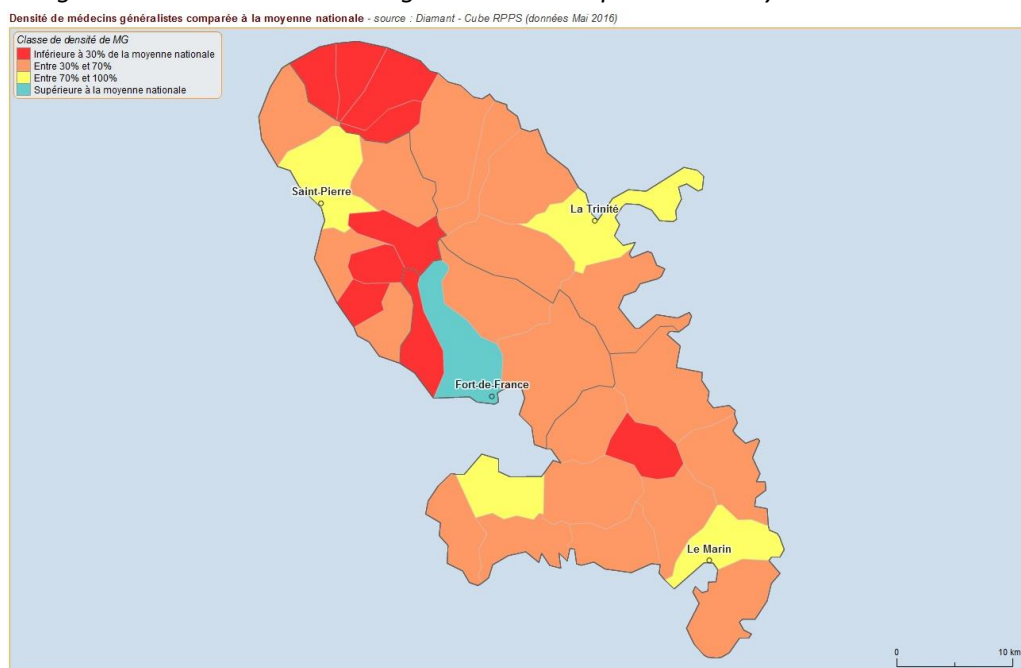 Densité de médecins généralistes comparée à la moyenne nationale - source : Diamant - Cube RPPS (données Mai 2016)
Classe de densité de MG
Inférieure à 30% de la moyenne nationale
Entre 30% et 70%
Entre 70% et 100%
Supérieure à la moyenne nationale
Saint-Pierre
La Trinité
Fort-de-France
Le Marin
0 10 km